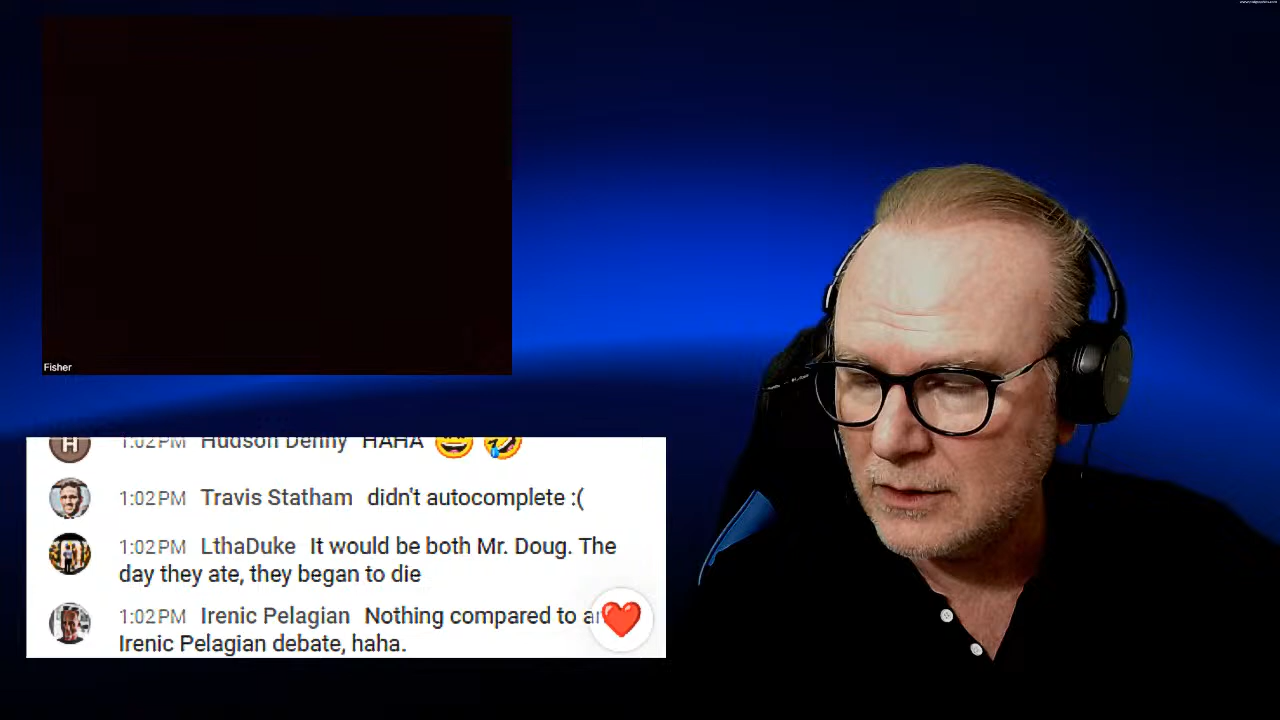 Fisher
H 1:02 PM Hudson Denny HAHA 😄 🤣
1:02 PM Travis Statham didn't autocomplete :(
1:02 PM LthaDuke It would be both Mr. Doug. The
day they ate, they began to die
1:02 PM Irenic Pelagian Nothing compared to an
Irenic Pelagian debate, haha.